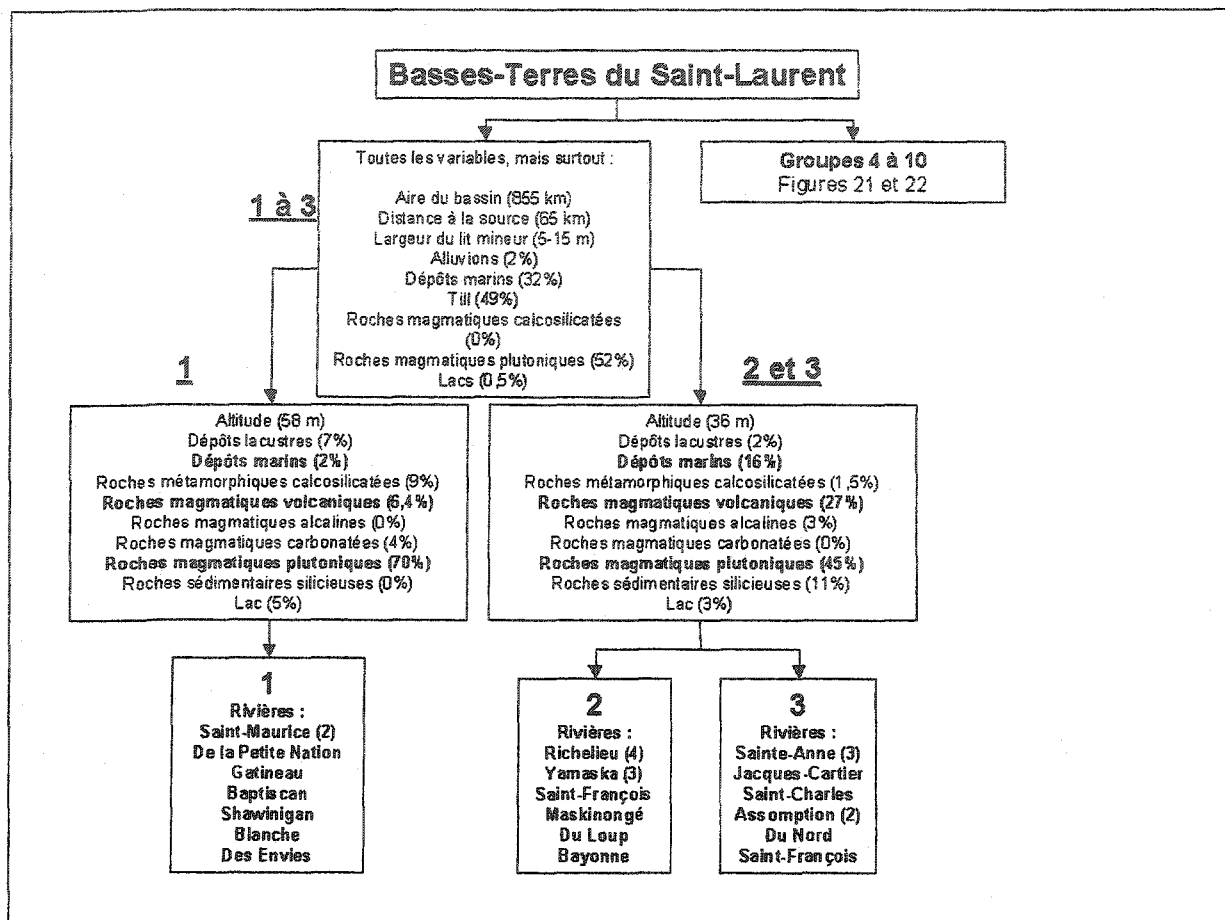 Basses-Terres du Saint-Laurent
Toutes les variables, mais surtout :
Aire du bassin (855 km)
Distance à la source (65 km)
Largeur du lit mineur (5-15 m)
Alluvions (2%)
Dépôts marins (32%)
Till (49%)
Roches magmatiques calcosilicatées
(0%)
Roches magmatiques plutoniques (52%)
Lacs (0,5%)
Groupes 4 à 10
Figures 21 et 22
1 à 3
1
2 et 3
Altitude (58 m)
Dépôts lacustres (7%)
Dépôts marins (2%)
Roches métamorphiques calcosilicatées (9%)
Roches magmatiques volcaniques (6,4%)
Roches magmatiques alcalines (0%)
Roches magmatiques carbonatées (4%)
Roches magmatiques plutoniques (70%)
Roches sédimentaires silicieuses (0%)
Lac (5%)
Altitude (36 m)
Dépôts lacustres (2%)
Dépôts marins (16%)
Roches métamorphiques calcosilicatées (1,5%)
Roches magmatiques volcaniques (27%)
Roches magmatiques alcalines (3%)
Roches magmatiques carbonatées (0%)
Roches magmatiques plutoniques (45%)
Roches sédimentaires silicieuses (11%)
Lac (3%)
1
Rivières :
Saint-Maurice (2)
De la Petite Nation
Gatineau
Baptiscan
Shawinigan
Blanche
Des Envies
2
Rivières :
Richelieu (4)
Yamaska (3)
Saint-François
Maskinongé
Du Loup
Bayonne
3
Rivières :
Sainte-Anne (3)
Jacques-Cartier
Saint-Charles
Assomption (2)
Du Nord
Saint-François